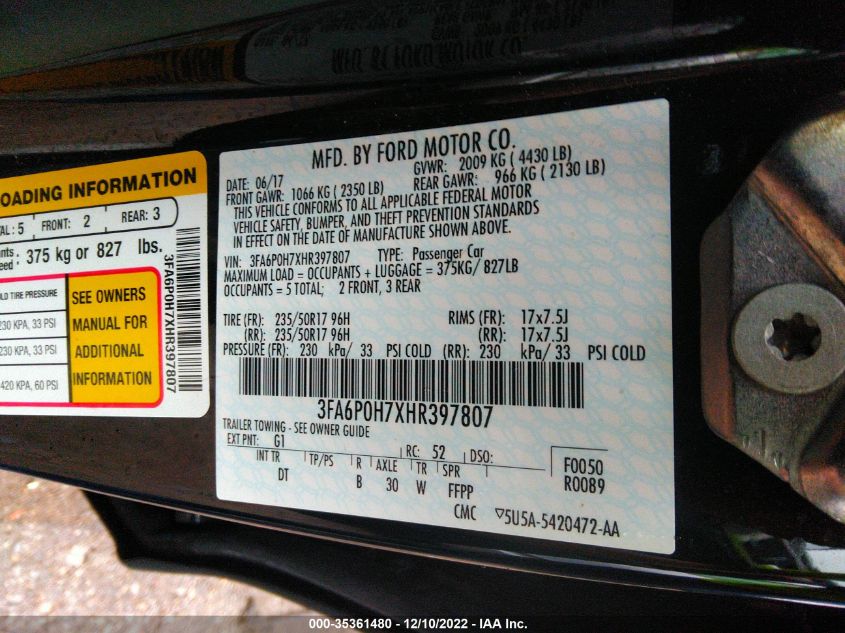 MFD. BY FORD MOTOR CO.
DATE: 06/17 GVWR: 2009 KG ( 4430 LB)
FRONT GAWR: 1066 KG ( 2350 LB) REAR GAWR: 966 KG ( 2130 LB)
THIS VEHICLE CONFORMS TO ALL APPLICABLE FEDERAL MOTOR
VEHICLE SAFETY, BUMPER, AND THEFT PREVENTION STANDARDS
IN EFFECT ON THE DATE OF MANUFACTURE SHOWN ABOVE.
VIN: 3FA6P0H7XHR397807 TYPE: Passenger Car
MAXIMUM LOAD = OCCUPANTS + LUGGAGE = 375KG/ 827LB
OCCUPANTS = 5 TOTAL; 2 FRONT, 3 REAR
TIRE (FR): 235/50R17 96H RIMS (FR): 17x7.5J
(RR): 235/50R17 96H (RR): 17x7.5J
PRESSURE (FR): 230 kPa/ 33 PSI COLD (RR): 230 kPa/ 33 PSI COLD
3FA6P0H7XHR397807
TRAILER TOWING - SEE OWNER GUIDE
EXT PNT: G1 RC: 52 DSO:
INT TR TP/PS R AXLE TR SPR F0050
DT B 30 W FFPP R0089
CMC ▽5U5A-5420472-AA
OADING INFORMATION
TAL : 5 FRONT: 2 REAR: 3
375 kg or 827 lbs.
LD TIRE PRESSURE
230 KPA, 33 PSI
230 KPA, 33 PSI
420 KPA, 60 PSI
SEE OWNERS
MANUAL FOR
ADDITIONAL
INFORMATION
3FA6P0H7XHR397807
000-35361480 - 12/10/2022 - IAA Inc.